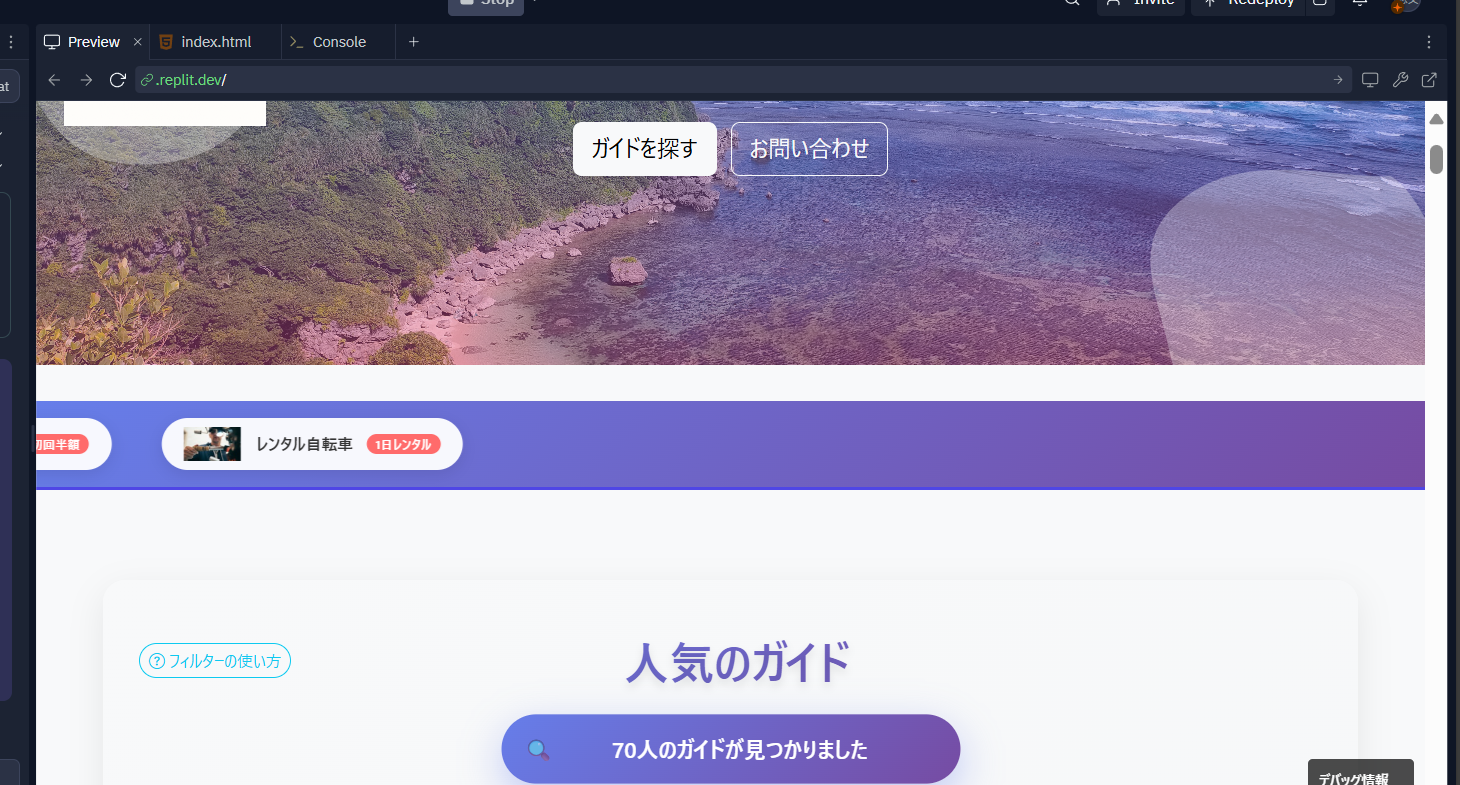 Stop
Invite
Redeploy
Preview
index.html
Console
at
.replit.dev/
ガイドを探す
お問い合わせ
初回半額
レンタル自転車
1日レンタル
フィルターの使い方
人気のガイド
70人のガイドが見つかりました
デバッグ情報